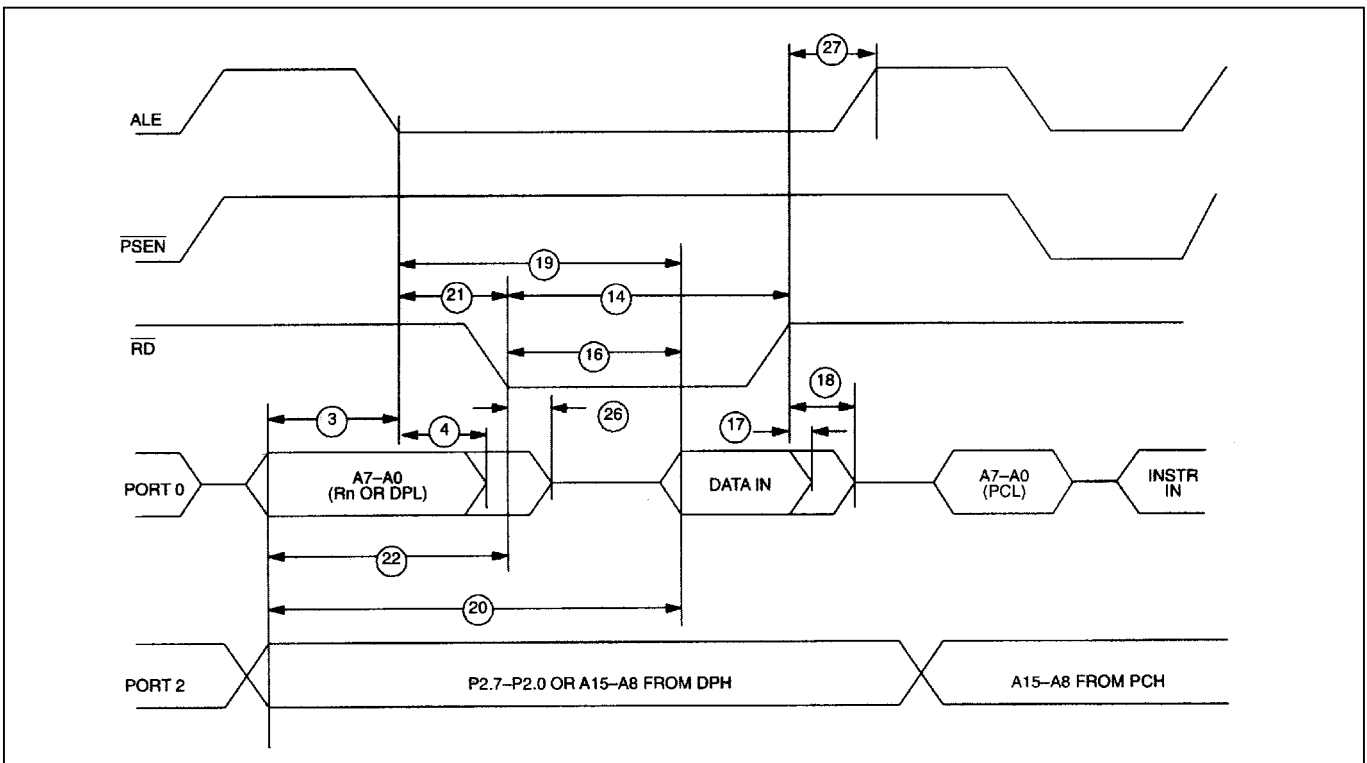 27
ALE
PSEN
19
21
14
RD
16
18
3
4
26
17
PORT 0
A7–A0
(Rn OR DPL)
DATA IN
A7–A0
(PCL)
INSTR
IN
22
20
PORT 2
P2.7–P2.0 OR A15–A8 FROM DPH
A15–A8 FROM PCH